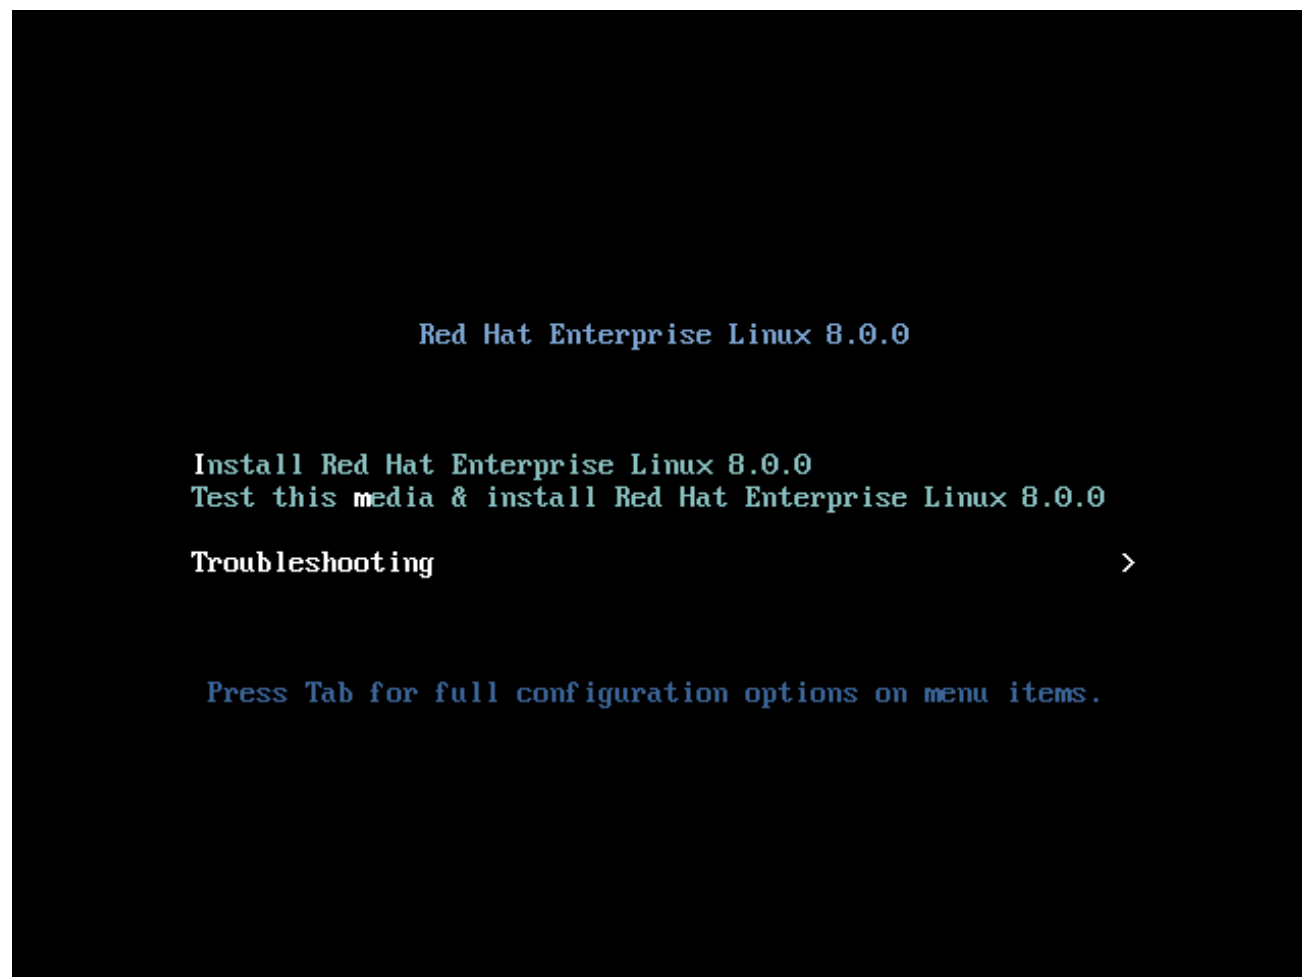 Red Hat Enterprise Linux 8.0.0
Install Red Hat Enterprise Linux 8.0.0
Test this media & install Red Hat Enterprise Linux 8.0.0
Troubleshooting >
Press Tab for full configuration options on menu items.